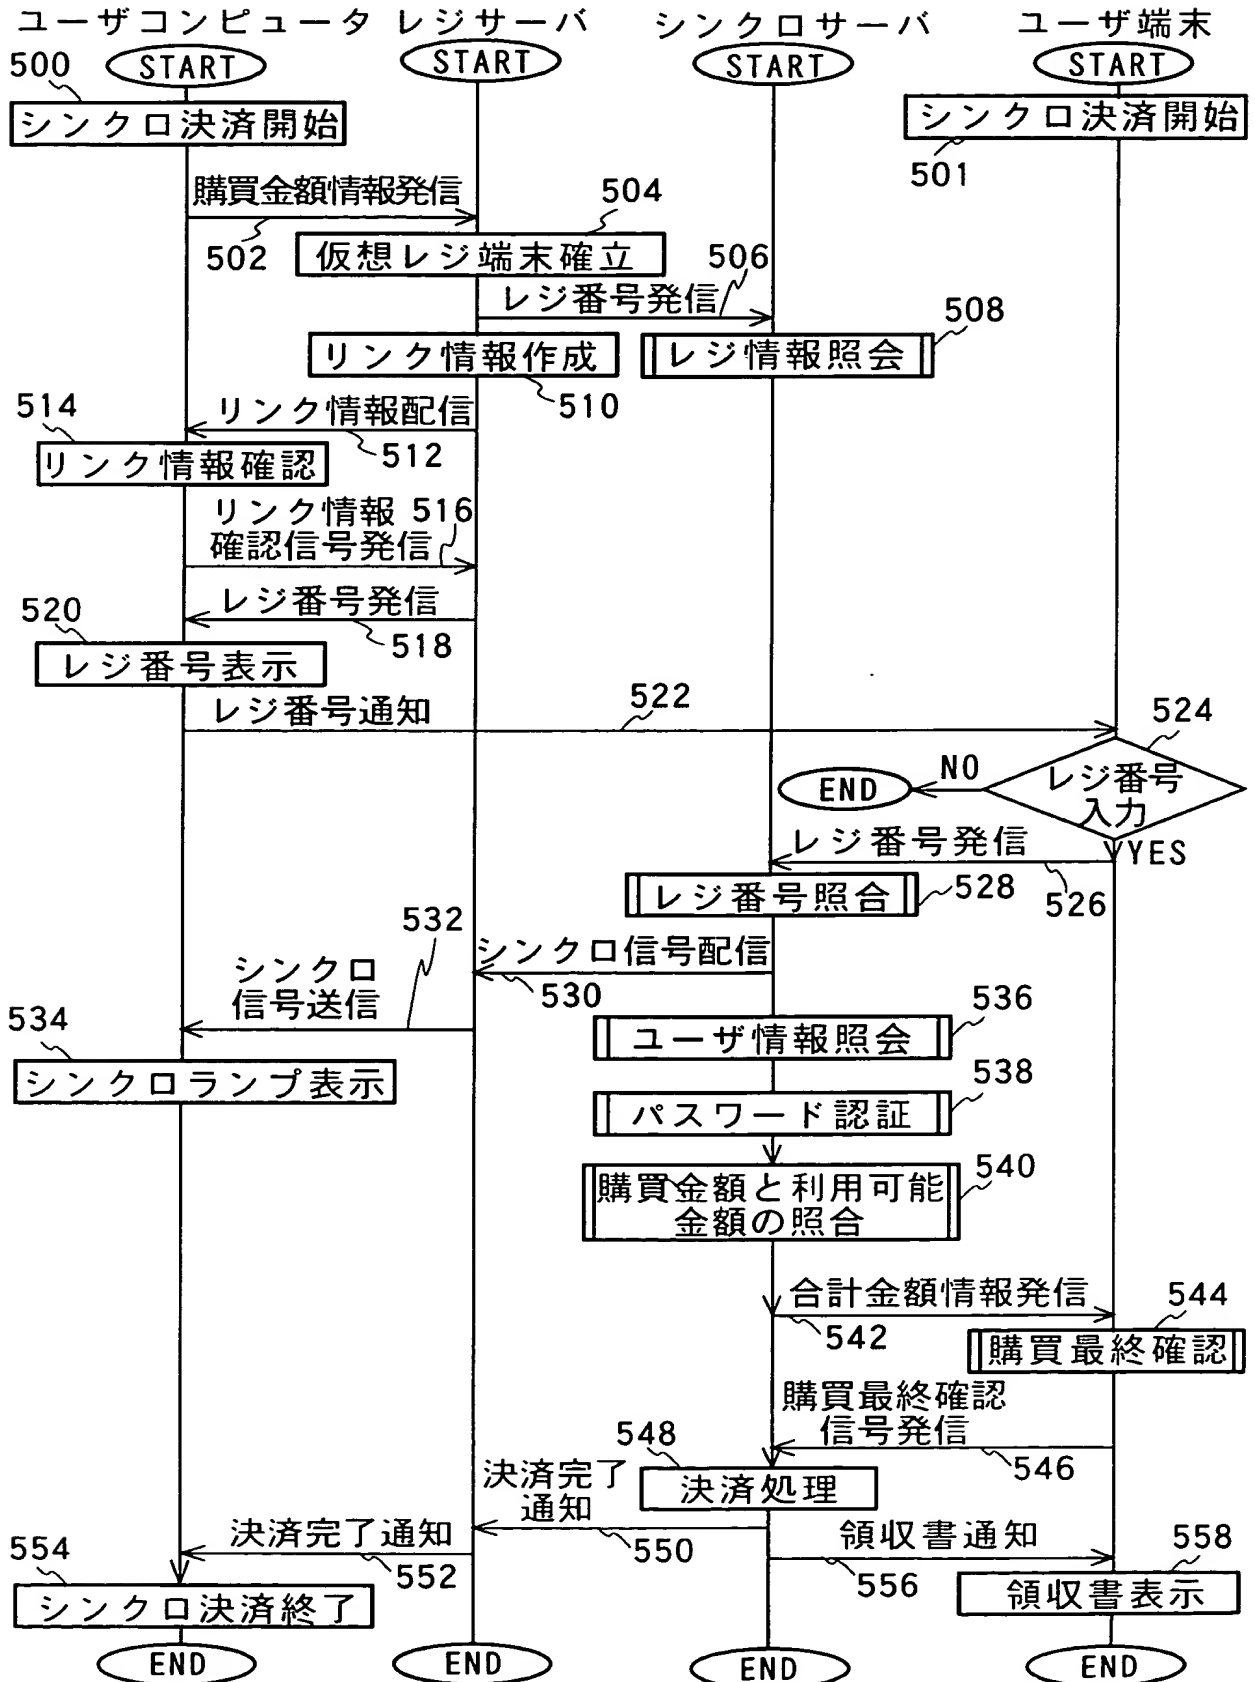 ユーザコンピュータ レジサーバ シンクロサーバ ユーザ端末
START START START START
500
シンクロ決済開始 シンクロ決済開始
501
購買金額情報発信
502
504
仮想レジ端末確立
506
レジ番号発信
508
リンク情報作成 レジ情報照会
510
514
リンク情報配信
512
リンク情報確認
リンク情報 516
確認信号発信
レジ番号発信
518
520
レジ番号表示
レジ番号通知
522
524
レジ番号
入力
NO
END
YES
レジ番号発信
526
レジ番号照合
528
532
シンクロ信号配信
530
シンクロ
信号送信
534
シンクロランプ表示
536
ユーザ情報照会
538
パスワード認証
540
購買金額と利用可能
金額の照合
合計金額情報発信
542
544
購買最終確認
購買最終確認
信号発信
546
548
決済処理
決済完了
通知
550
決済完了通知
552
554
シンクロ決済終了
領収書通知
556
558
領収書表示
END END END END